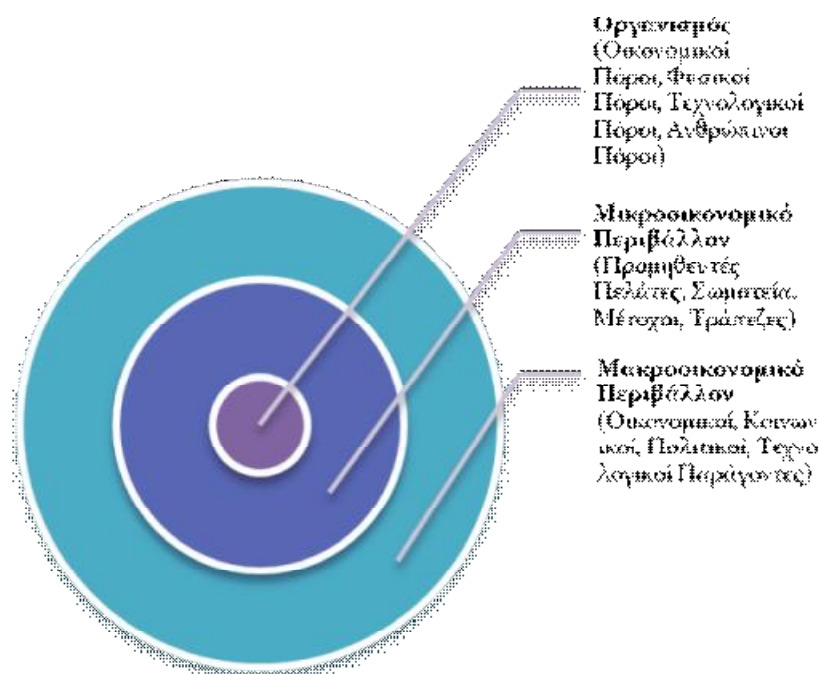 Οργανισμός
(Οικονομικοί
Πόροι, Φυσικοί
Πόροι, Τεχνολογικοί
Πόροι, Ανθρώπινοι
Πόροι)
Μικροοικονομικό
Περιβάλλον
(Προμηθευτές
Πελάτες, Σωματεία,
Μέτοχοι, Τράπεζες)
Μακροοικονομικό
Περιβάλλον
(Οικονομικοί, Κοινων
ικοί, Πολιτικοί, Τεχνο
λογικοί Παράγοντες)